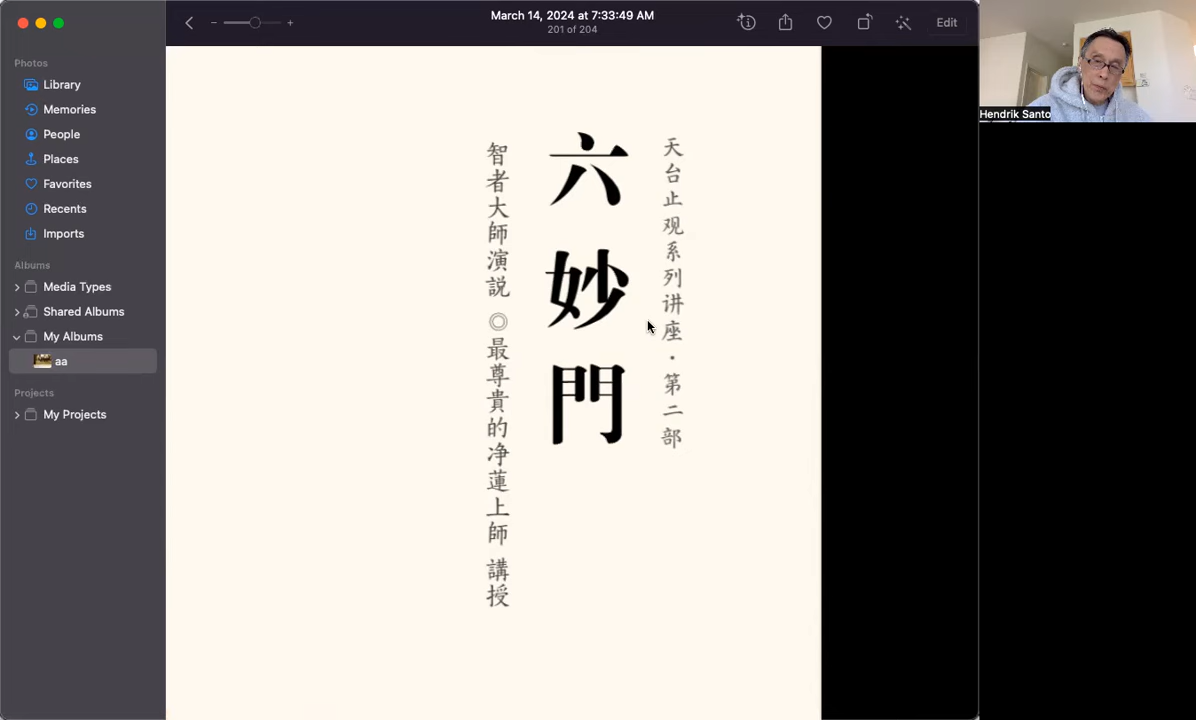 March 14, 2024 at 7:33:49 AM
201 of 204
Edit
Photos
Library
Memories
People
Places
Favorites
Recents
Imports
Albums
Media Types
Shared Albums
My Albums
aa
Projects
My Projects
天台止观系列讲座·第二部
六妙門
智者大師演説 ◎最尊貴的净蓮上師 講授
Hendrik Santo